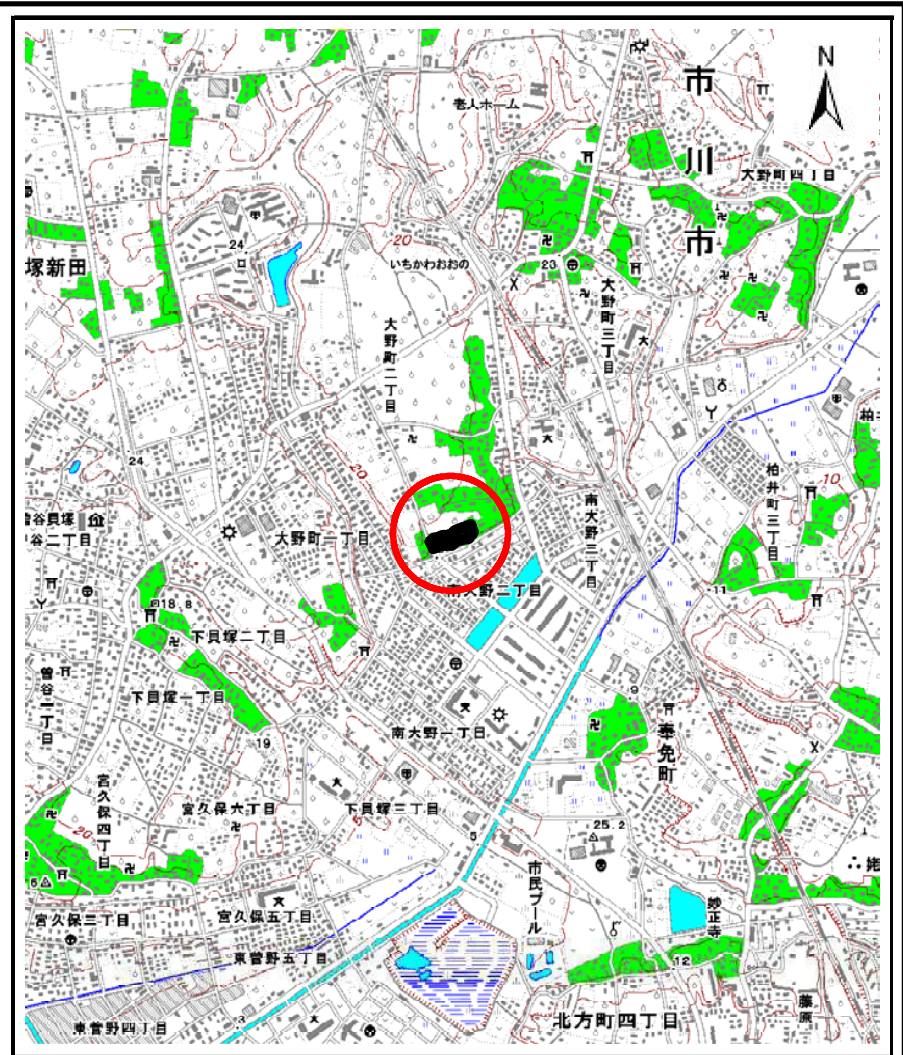 N
市川市
老人ホーム
大野町四丁目
20
いちかわおおの
24
23
塚新田
大野町三丁目
大野町二丁目
24
20
柏井町三丁目
10
谷貝塚
谷二丁目
大野町一丁目
南大野三丁目
南大野二丁目
11
18.8
下貝塚二丁目
曽谷一丁目
下貝塚一丁目
9
奉免町
19
南大野一丁目
宮久保四丁目
20
宮久保六丁目
下貝塚三丁目
5
25.2
市民プール
姥
6
宮久保三丁目
宮久保五丁目
妙正寺
東菅野五丁目
12
藤原
3
東菅野四丁目
北方町四丁目